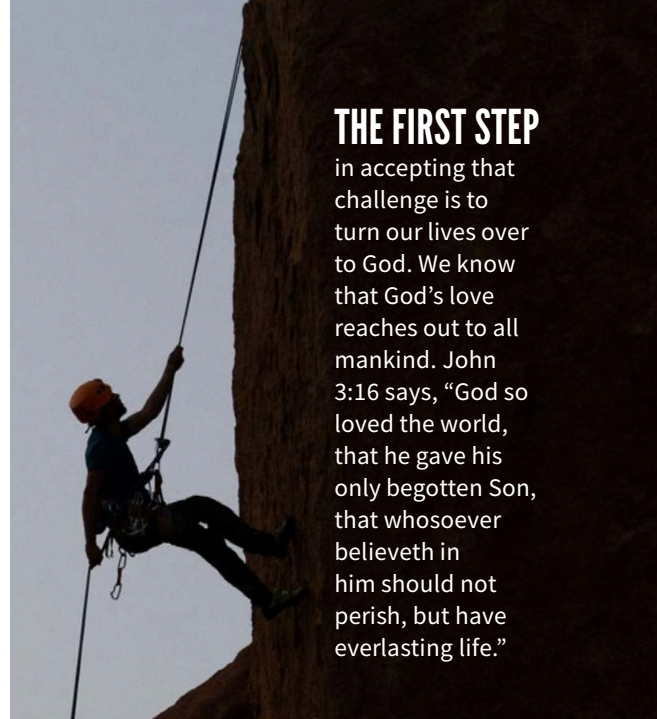 THE FIRST STEP
in accepting that
challenge is to
turn our lives over
to God. We know
that God’s love
reaches out to all
mankind. John
3:16 says, “God so
loved the world,
that he gave his
only begotten Son,
that whosoever
believeth in
him should not
perish, but have
everlasting life.”